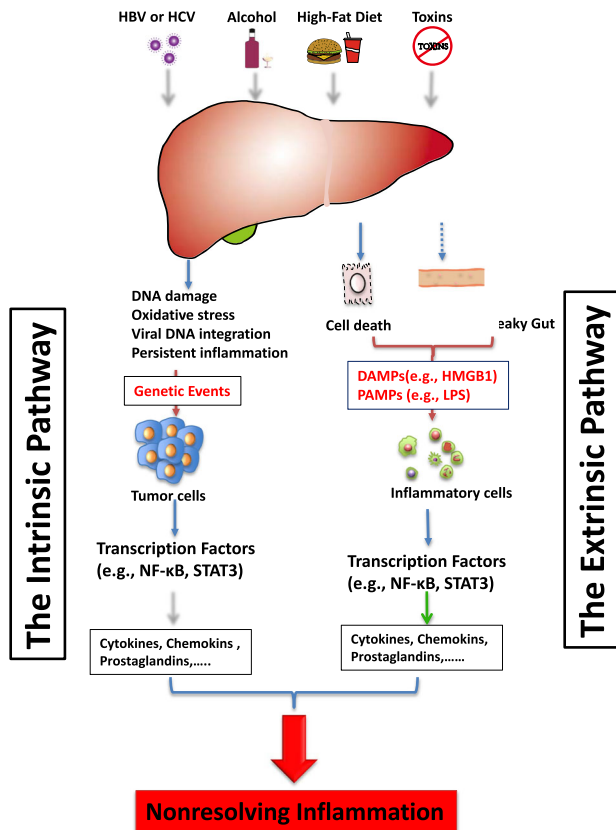 HBV or HCV
Alcohol
High-Fat Diet
Toxins
TOXINS
DNA damage
Oxidative stress
Viral DNA integration
Persistent inflammation
Genetic Events
Tumor cells
Transcription Factors
(e.g., NF-κB, STAT3)
Cytokines, Chemokins ,
Prostaglandins,.....
The Intrinsic Pathway
Cell death
eaky Gut
DAMPs(e.g., HMGB1)
PAMPs (e.g., LPS)
Inflammatory cells
Transcription Factors
(e.g., NF-κB, STAT3)
Cytokines, Chemokins,
Prostaglandins,......
The Extrinsic Pathway
Nonresolving Inflammation